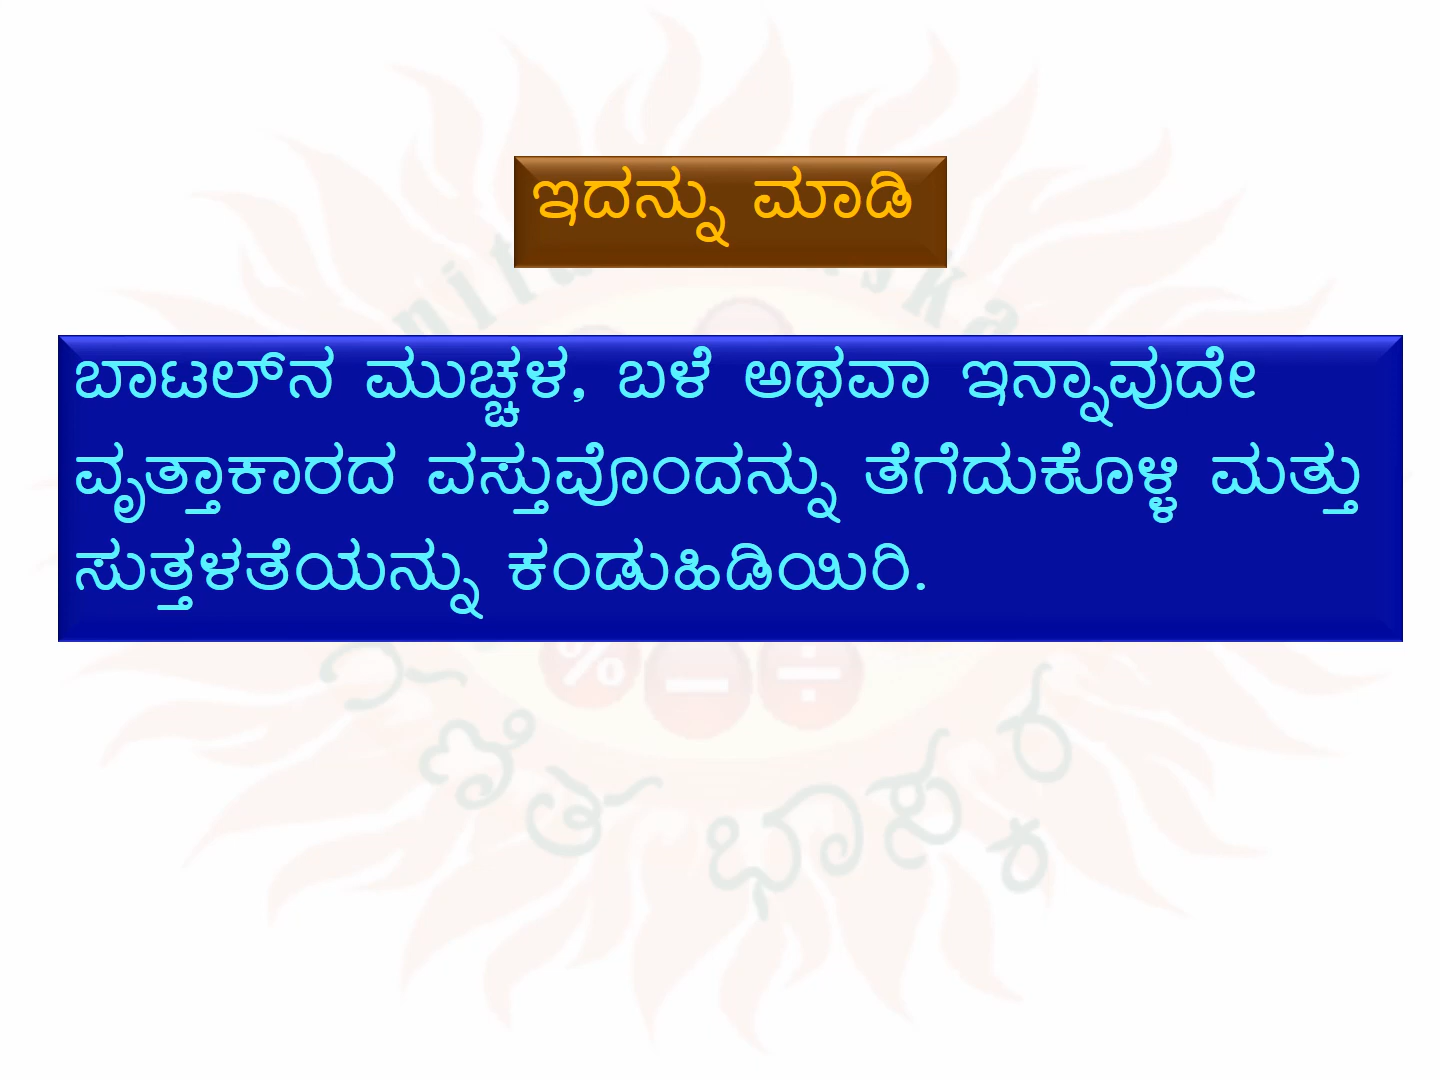 ಇದನ್ನು ಮಾಡಿ
ಬಾಟಲ್‌ನ ಮುಚ್ಚಳ, ಬಳೆ ಅಥವಾ ಇನ್ನಾವುದೇ
ವೃತ್ತಾಕಾರದ ವಸ್ತುವೊಂದನ್ನು ತೆಗೆದುಕೊಳ್ಳಿ ಮತ್ತು
ಸುತ್ತಳತೆಯನ್ನು ಕಂಡುಹಿಡಿಯಿರಿ.